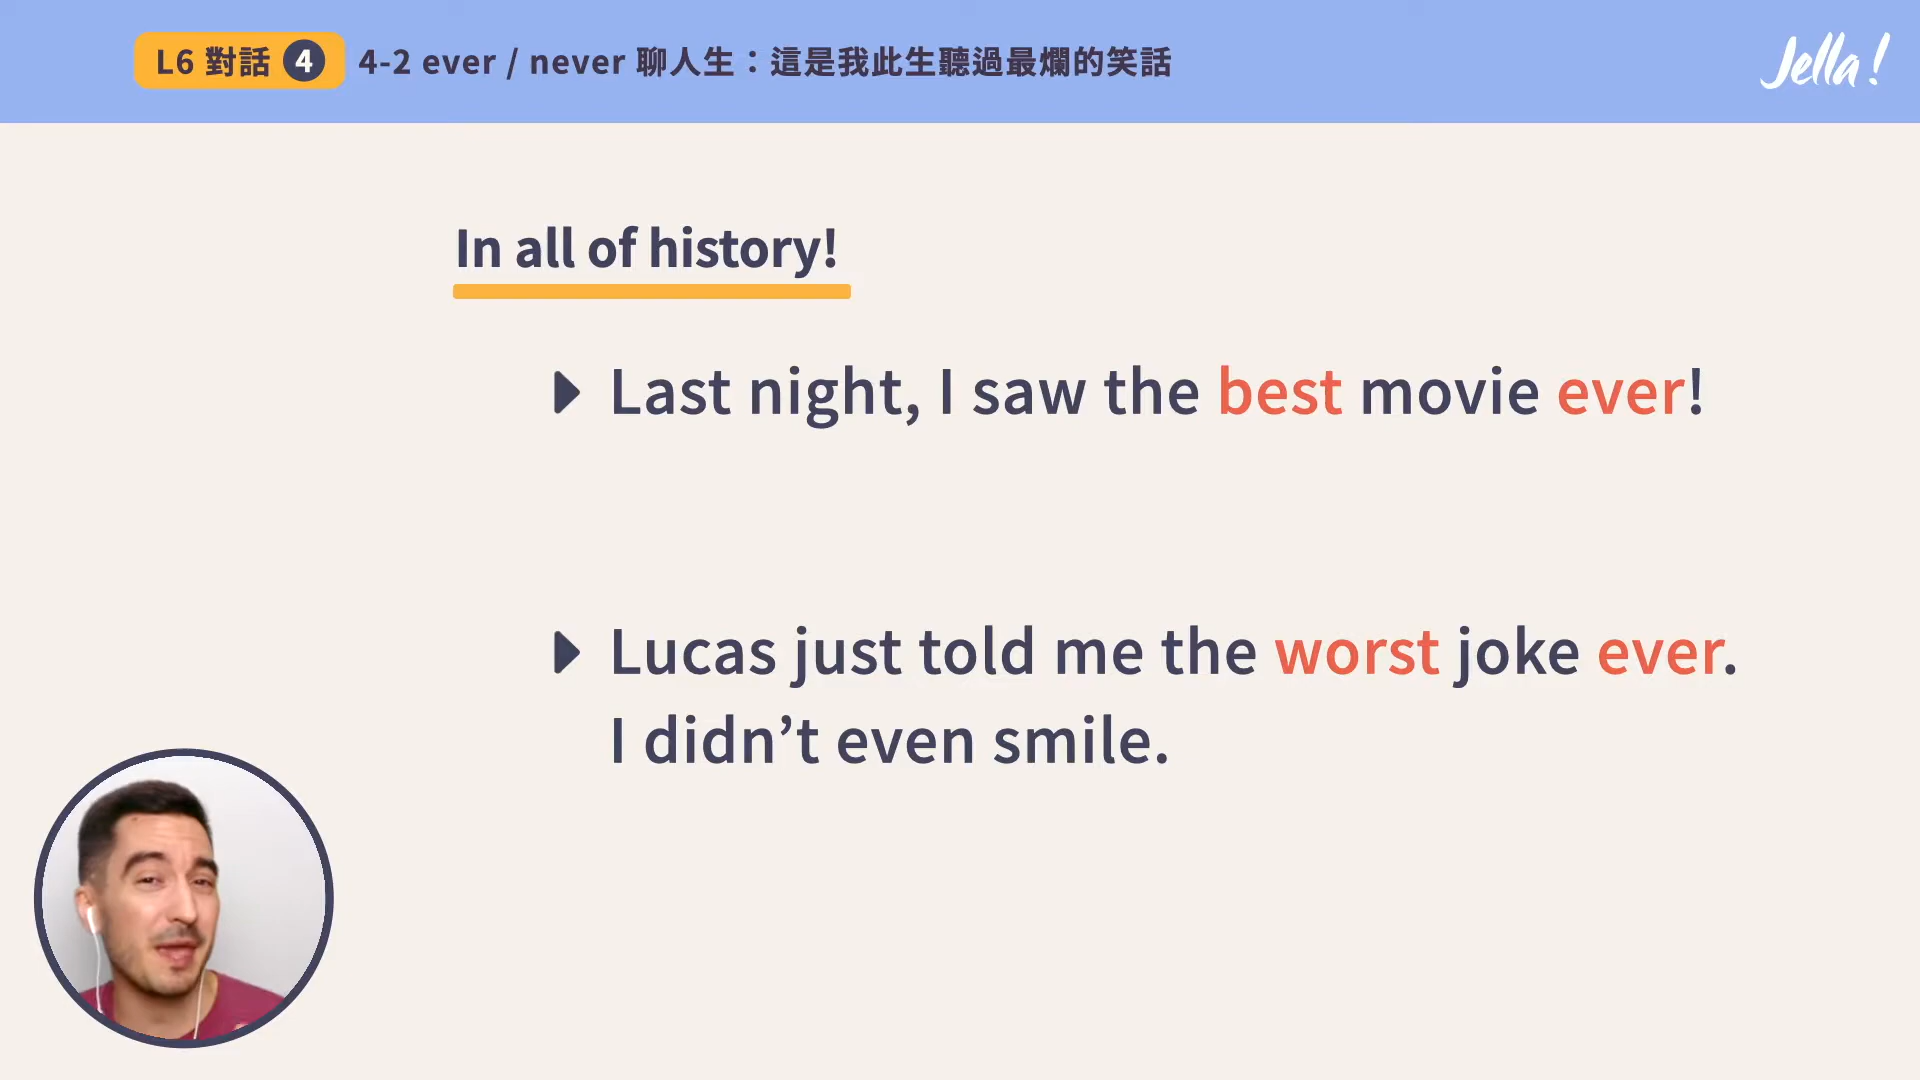 L6 對話 4 4-2 ever / never 聊人生：這是我此生聽過最爛的笑話
Jella!
In all of history!
Last night, I saw the best movie ever!
Lucas just told me the worst joke ever.
I didn’t even smile.